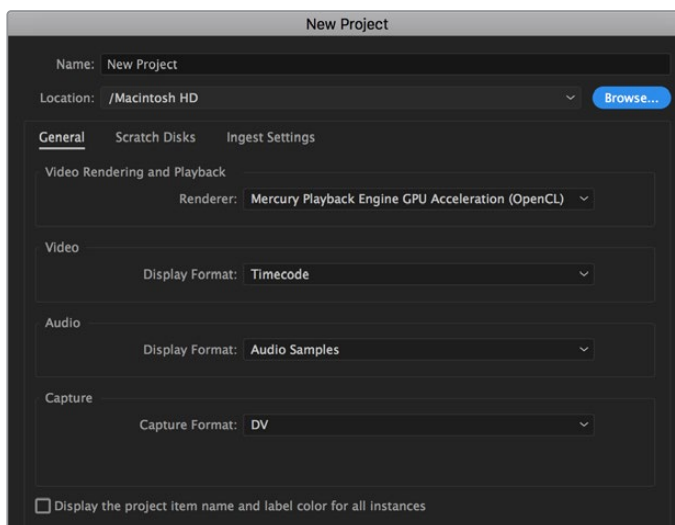 New Project
Name: New Project
Location: /Macintosh HD Browse...
General Scratch Disks Ingest Settings
Video Rendering and Playback
Renderer: Mercury Playback Engine GPU Acceleration (OpenCL)
Video
Display Format: Timecode
Audio
Display Format: Audio Samples
Capture
Capture Format: DV
Display the project item name and label color for all instances